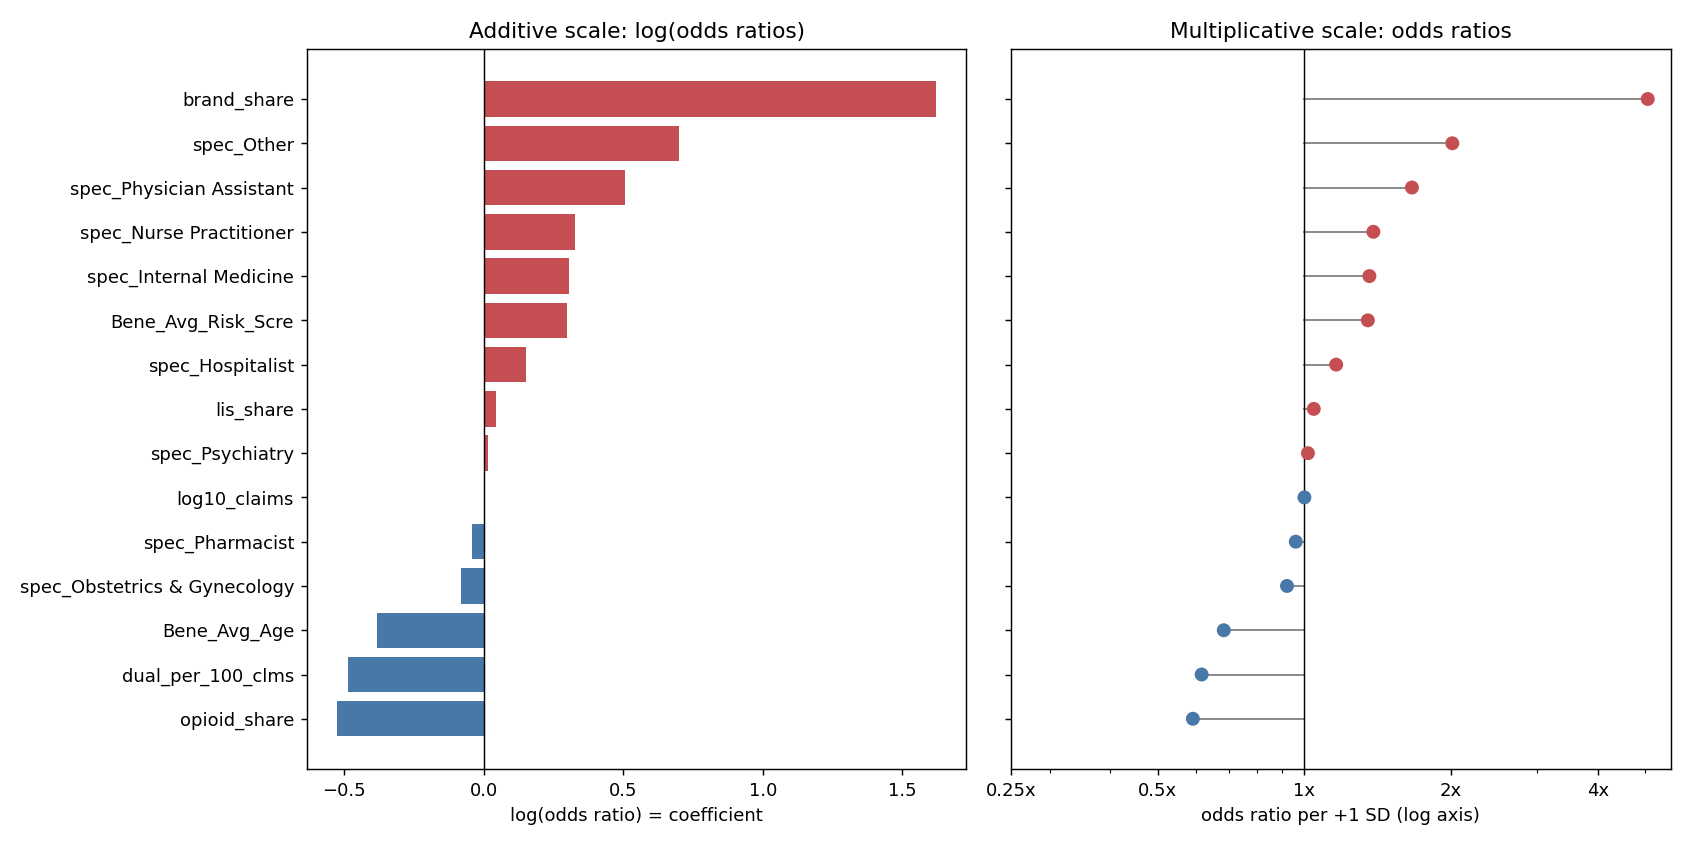 Additive scale: log(odds ratios)
brand_share
spec_Other
spec_Physician Assistant
spec_Nurse Practitioner
spec_Internal Medicine
Bene_Avg_Risk_Scre
spec_Hospitalist
lis_share
spec_Psychiatry
log10_claims
spec_Pharmacist
spec_Obstetrics & Gynecology
Bene_Avg_Age
dual_per_100_clms
opioid_share
−0.5 0.0 0.5 1.0 1.5
log(odds ratio) = coefficient
Multiplicative scale: odds ratios
0.25x 0.5x 1x 2x 4x
odds ratio per +1 SD (log axis)